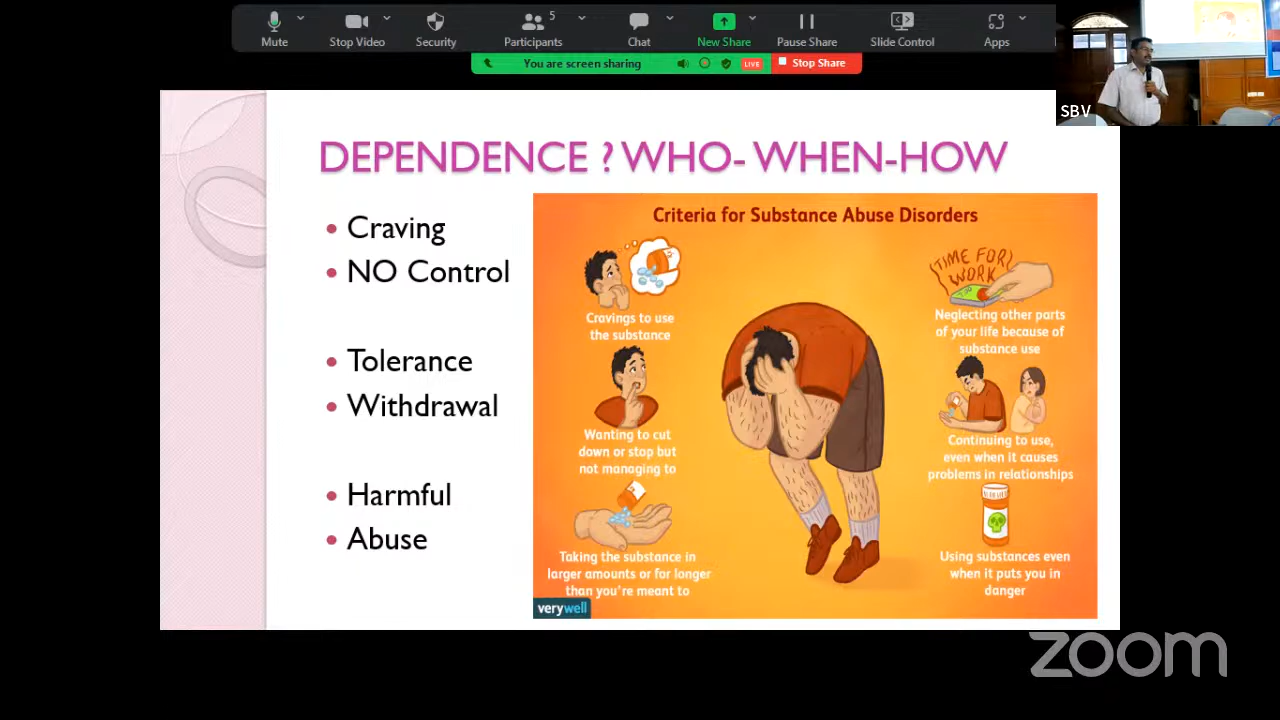 5
Mute
Stop Video
Security
Participants
Chat
New Share
Pause Share
Slide Control
Apps
You are screen sharing
LIVE
Stop Share
SBV
DEPENDENCE ? WHO- WHEN-HOW
Craving
NO Control
Tolerance
Withdrawal
Harmful
Abuse
Criteria for Substance Abuse Disorders
Cravings to use
the substance
Wanting to cut
down or stop but
not managing to
Taking the substance in
larger amounts or for longer
than you're meant to
TIME FOR
WORK
Neglecting other parts
of your life because of
substance use
Continuing to use,
even when it causes
problems in relationships
Using substances even
when it puts you in
danger
verywell
zoom